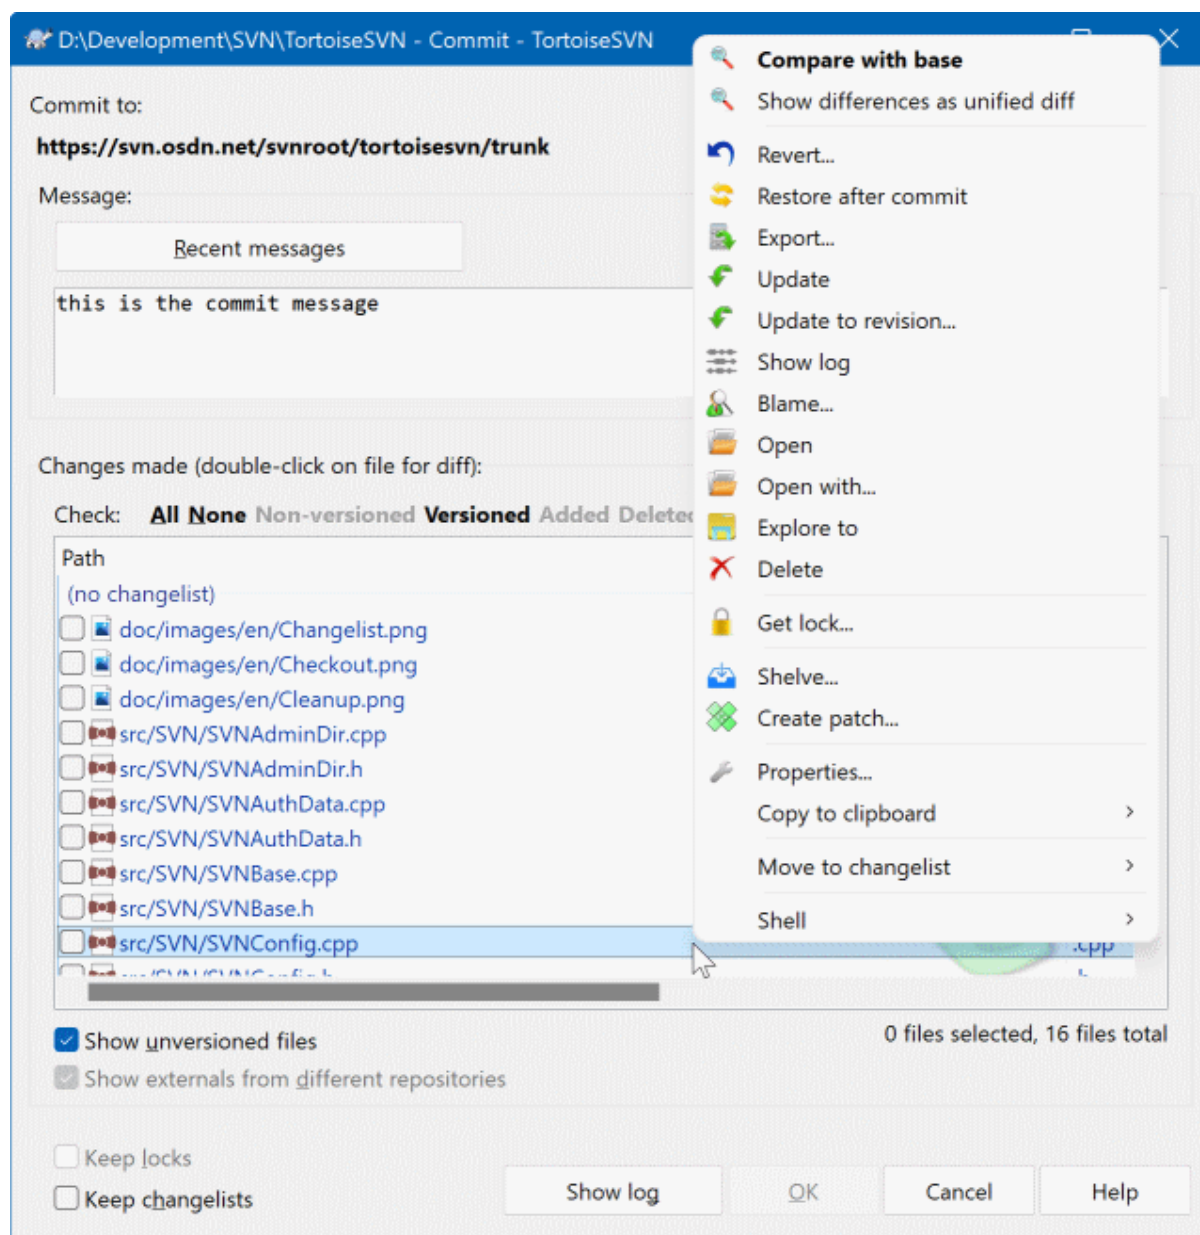 D:\Development\SVN\TortoiseSVN - Commit - TortoiseSVN
Commit to:
https://svn.osdn.net/svnroot/tortoisesvn/trunk
Message:
Recent messages
this is the commit message
Changes made (double-click on file for diff):
Check: All None Non-versioned Versioned Added Deleted
Path
(no changelist)
doc/images/en/Changelist.png
doc/images/en/Checkout.png
doc/images/en/Cleanup.png
src/SVN/SVNAdminDir.cpp
src/SVN/SVNAdminDir.h
src/SVN/SVNAuthData.cpp
src/SVN/SVNAuthData.h
src/SVN/SVNBase.cpp
src/SVN/SVNBase.h
src/SVN/SVNConfig.cpp .cpp
Compare with base
Show differences as unified diff
Revert...
Restore after commit
Export...
Update
Update to revision...
Show log
Blame...
Open
Open with...
Explore to
Delete
Get lock...
Shelve...
Create patch...
Properties...
Copy to clipboard
Move to changelist
Shell
Show unversioned files
0 files selected, 16 files total
Show externals from different repositories
Keep locks
Keep changelists
Show log OK Cancel Help